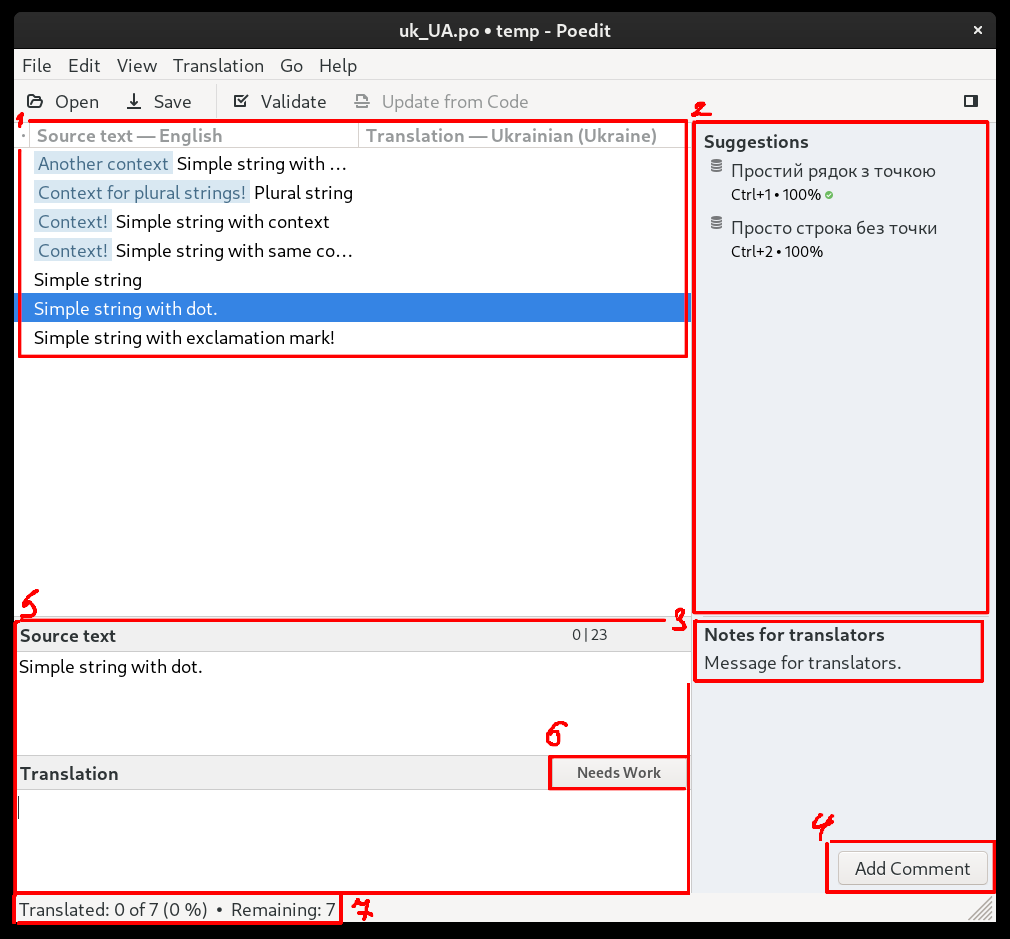 uk_UA.po • temp - Poedit ×
File Edit View Translation Go Help
Open Save Validate Update from Code
1
2
Source text — English Translation — Ukrainian (Ukraine)
Another context Simple string with …
Context for plural strings! Plural string
Context! Simple string with context
Context! Simple string with same co…
Simple string
Simple string with dot.
Simple string with exclamation mark!
Suggestions
Простий рядок з точкою
Ctrl+1 • 100%
Просто строка без точки
Ctrl+2 • 100%
5
Source text 0 | 23
Simple string with dot.
3
Notes for translators
Message for translators.
6
Translation Needs Work
4
Add Comment
Translated: 0 of 7 (0 %) • Remaining: 7
7